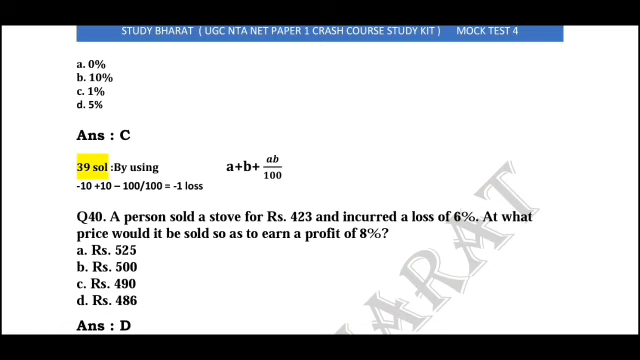 STUDY BHARAT ( UGC NTA NET PAPER 1 CRASH COURSE STUDY KIT ) MOCK TEST 4
a. 0%
b. 10%
c. 1%
d. 5%
Ans : C
39 sol :By using a+b+ ab/100
-10 +10 – 100/100 = -1 loss
Q40. A person sold a stove for Rs. 423 and incurred a loss of 6%. At what
price would it be sold so as to earn a profit of 8%?
a. Rs. 525
b. Rs. 500
c. Rs. 490
d. Rs. 486
Ans : D
HARAT